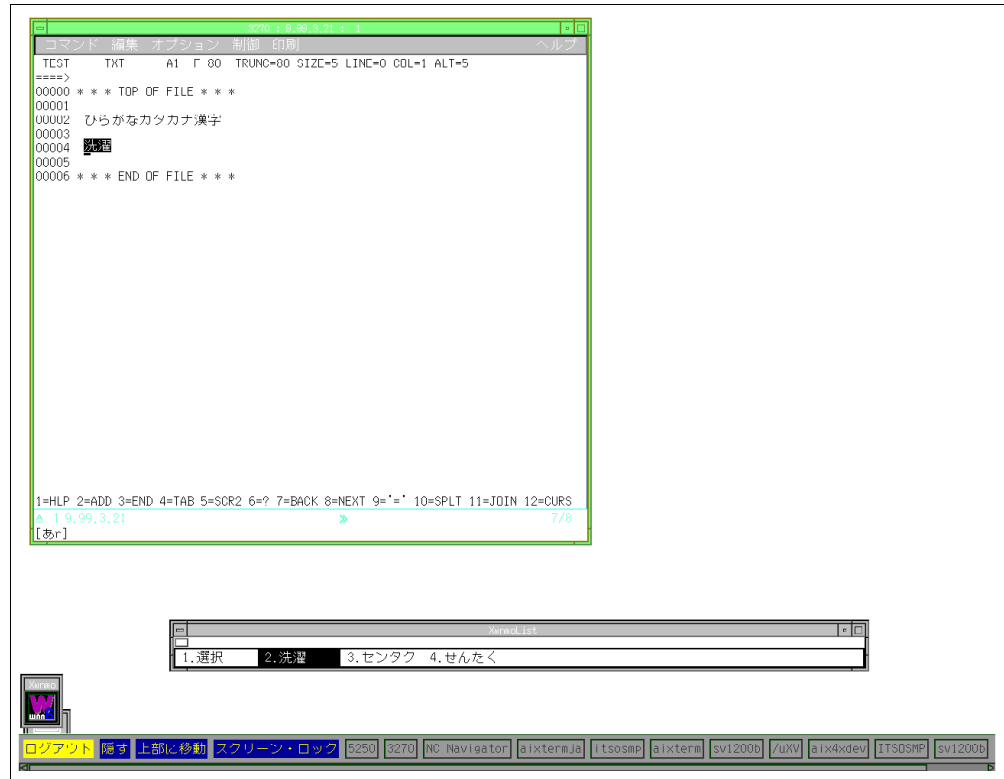 3270 : 9.99.3.21 : 1
コマンド 編集 オプション 制御 印刷 ヘルプ
TEST TXT A1 F 80 TRUNC=80 SIZE=5 LINE=0 COL=1 ALT=5
====>
00000 * * * TOP OF FILE * * *
00001
00002 ひらがなカタカナ漢字
00003
00004 洗濯
00005
00006 * * * END OF FILE * * *
1=HLP 2=ADD 3=END 4=TAB 5=SCR2 6=? 7=BACK 8=NEXT 9='=' 10=SPLT 11=JOIN 12=CURS
1 9.99.3.21 » 7/8
[あr]
XwnmoList
1.選択 2.洗濯 3.センタク 4.せんたく
Xwnmo
Wnn
ログアウト 隠す 上部に移動 スクリーン・ロック 5250 3270 NC Navigator aixtermja itsosmp aixterm sv1200b /uXV aix4xdev ITSOSMP sv1200b